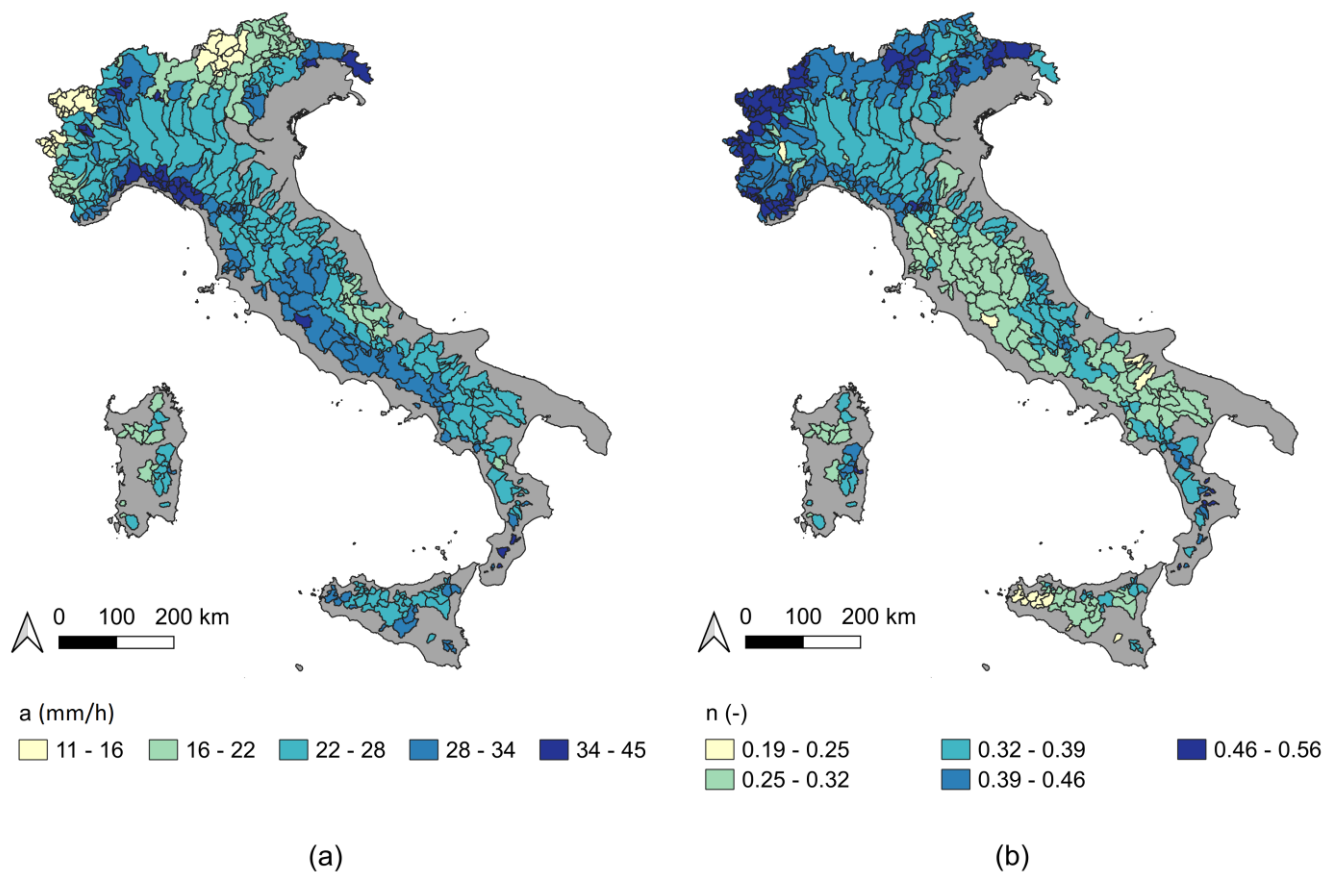 0 100 200 km
0 100 200 km
a (mm/h)
11 - 16 16 - 22 22 - 28 28 - 34 34 - 45
n (-)
0.19 - 0.25 0.32 - 0.39 0.46 - 0.56
0.25 - 0.32 0.39 - 0.46
(a)
(b)